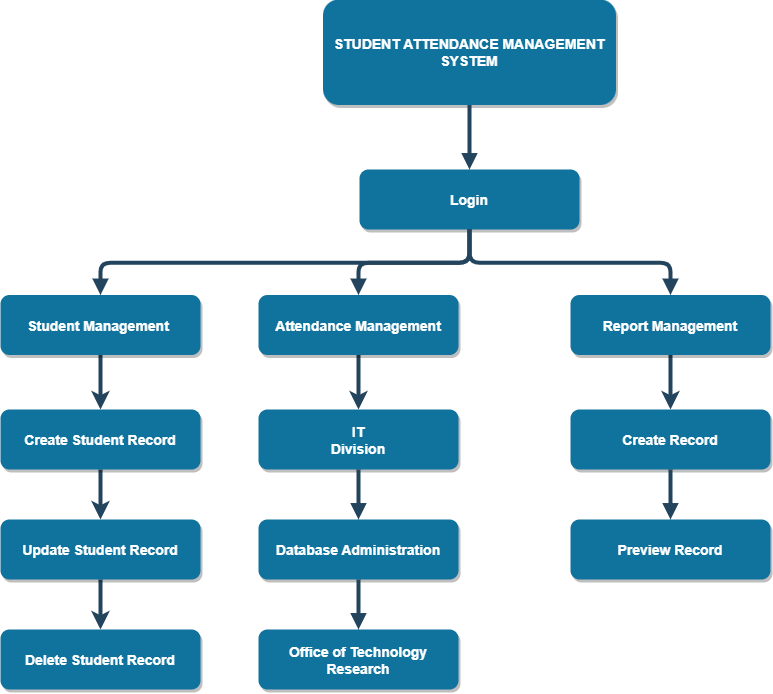 STUDENT ATTENDANCE MANAGEMENT
SYSTEM
Login
Student Management
Attendance Management
Report Management
Create Student Record
IT
Division
Create Record
Update Student Record
Database Administration
Preview Record
Delete Student Record
Office of Technology
Research